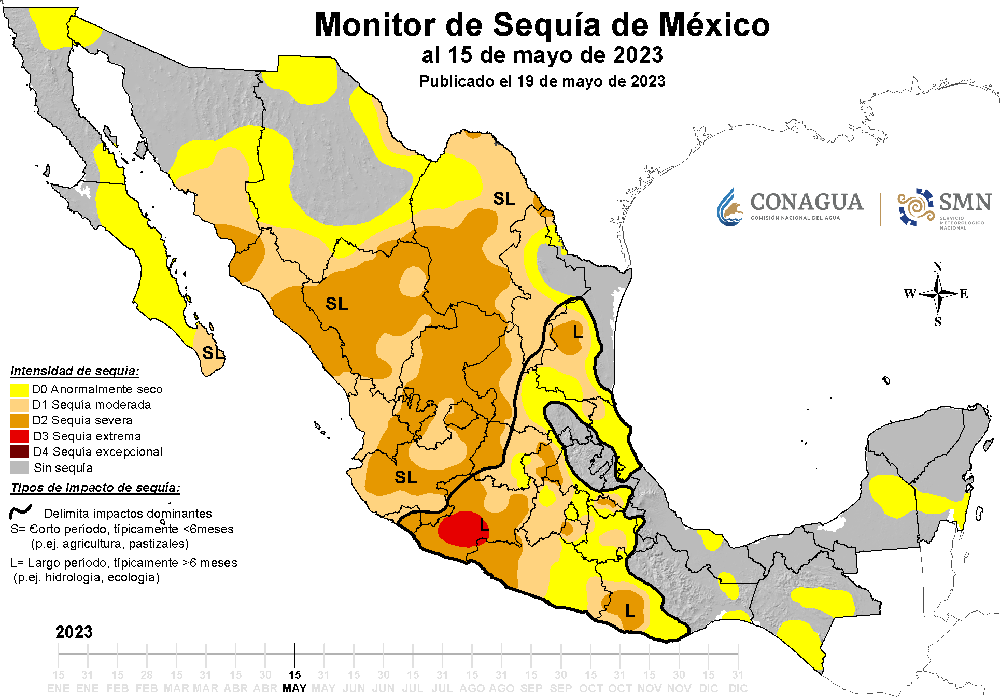 Monitor de Sequía de México
al 15 de mayo de 2023
Publicado el 19 de mayo de 2023
CONAGUA
COMISIÓN NACIONAL DEL AGUA
SMN
SERVICIO
METEOROLÓGICO
NACIONAL
N
W E
S
SL
SL
L
SL
SL
L
L
Intensidad de sequía:
D0 Anormalmente seco
D1 Sequía moderada
D2 Sequía severa
D3 Sequía extrema
D4 Sequía excepcional
Sin sequía
Tipos de impacto de sequía:
Delimita impactos dominantes
S= Corto período, típicamente <6meses
(p.ej. agricultura, pastizales)
L= Largo período, típicamente >6 meses
(p.ej. hidrología, ecología)
2023
15 31 15 28 15 31 15 30 15 31 15 30 15 31 15 31 15 30 15 31 15 30 15 31
ENE ENE FEB FEB MAR MAR ABR ABR MAY MAY JUN JUN JUL JUL AGO AGO SEP SEP OCT OCT NOV NOV DIC DIC